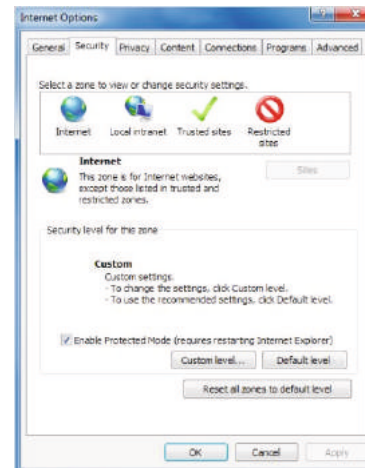 Internet Options
General Security Privacy Content Connections Programs Advanced
Select a zone to view or change security settings.
Internet Local intranet Trusted sites Restricted sites
Internet
This zone is for Internet websites,
except those listed in trusted and
restricted zones.
Sites
Security level for this zone
Custom
Custom settings.
- To change the settings, click Custom level.
- To use the recommended settings, click Default level.
Enable Protected Mode (requires restarting Internet Explorer)
Custom level... Default level
Reset all zones to default level
OK Cancel Apply